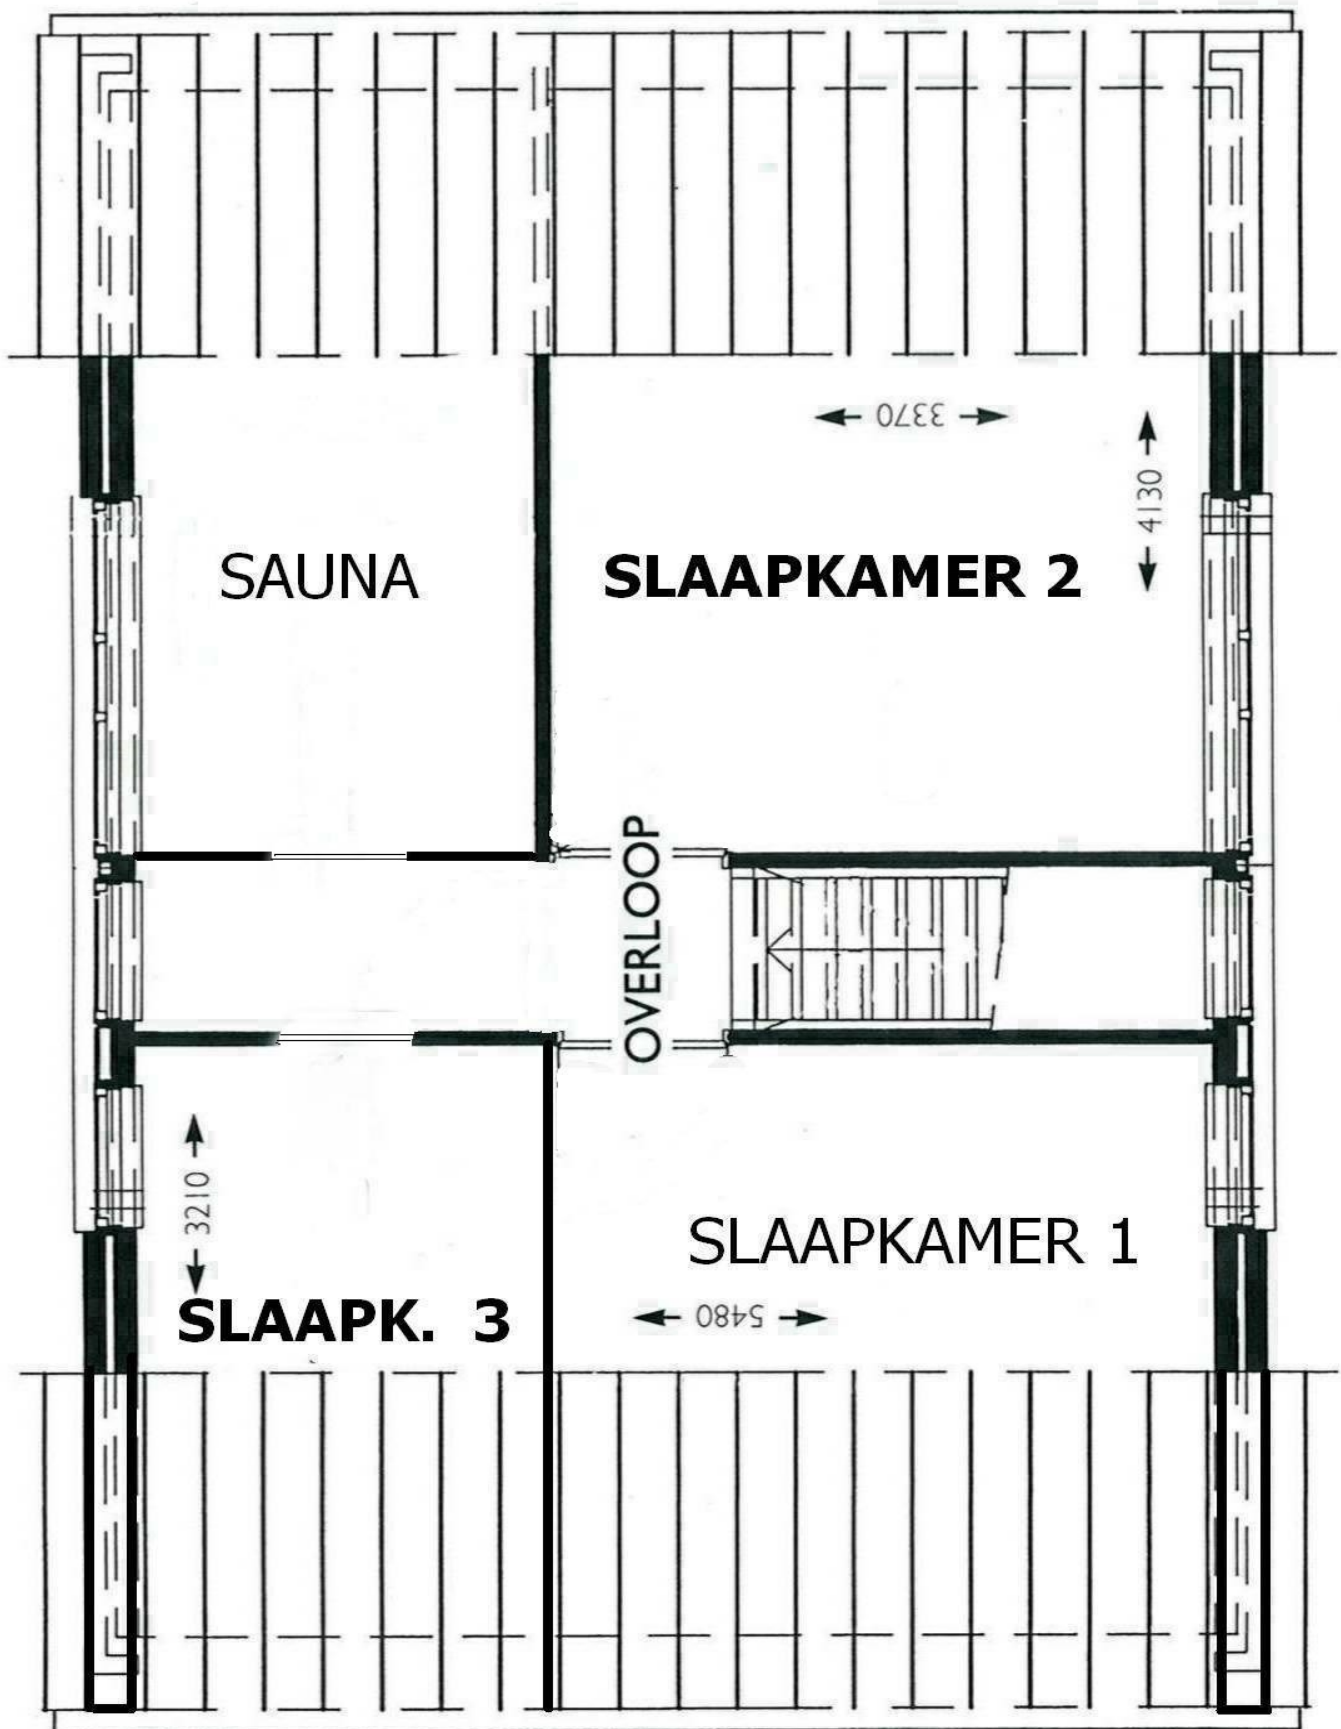 3370
4130
SAUNA
SLAAPKAMER 2
OVERLOOP
3210
SLAAPKAMER 1
SLAAPK. 3
5480